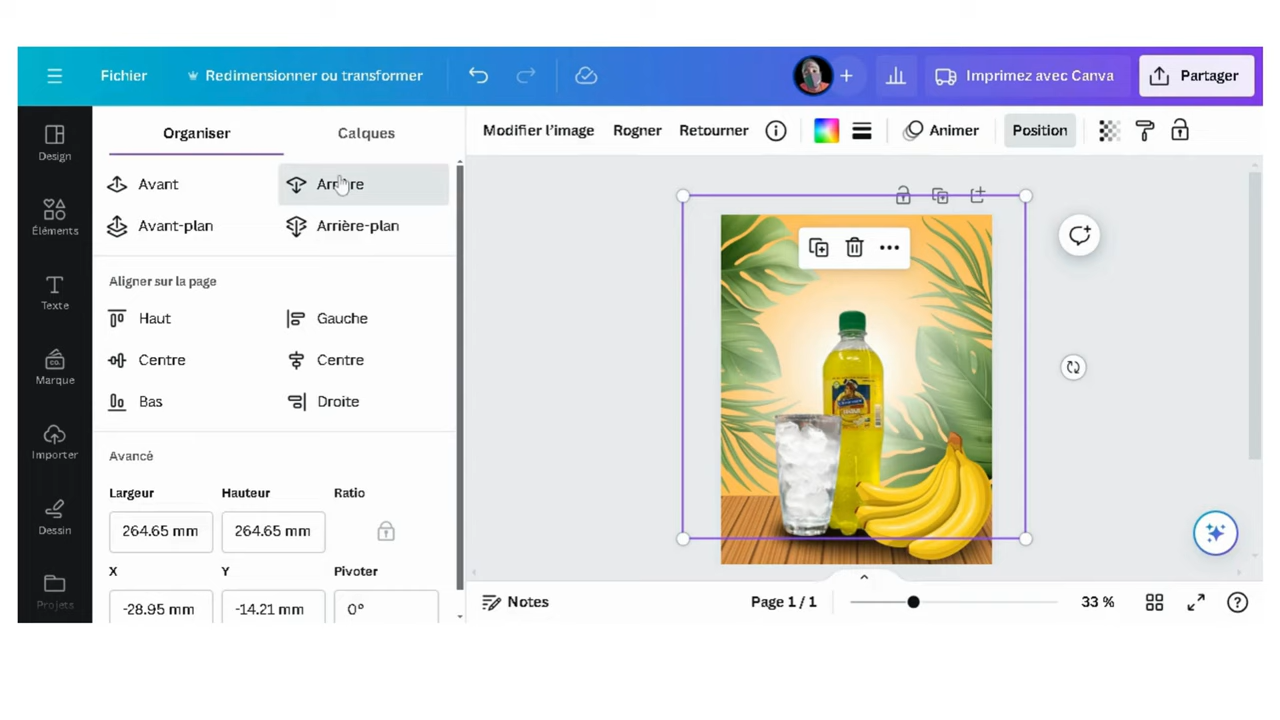 Fichier
Redimensionner ou transformer
Imprimez avec Canva
Partager
Design
Éléments
Texte
Marque
CO.
Importer
Dessin
Projets
Organiser
Calques
Avant
Arrière
Avant-plan
Arrière-plan
Aligner sur la page
Haut
Gauche
Centre
Centre
Bas
Droite
Avancé
Largeur
Hauteur
Ratio
264.65 mm
264.65 mm
X
Y
Pivoter
-28.95 mm
-14.21 mm
0°
Modifier l'image
Rogner
Retourner
Animer
Position
Notes
Page 1 / 1
33 %